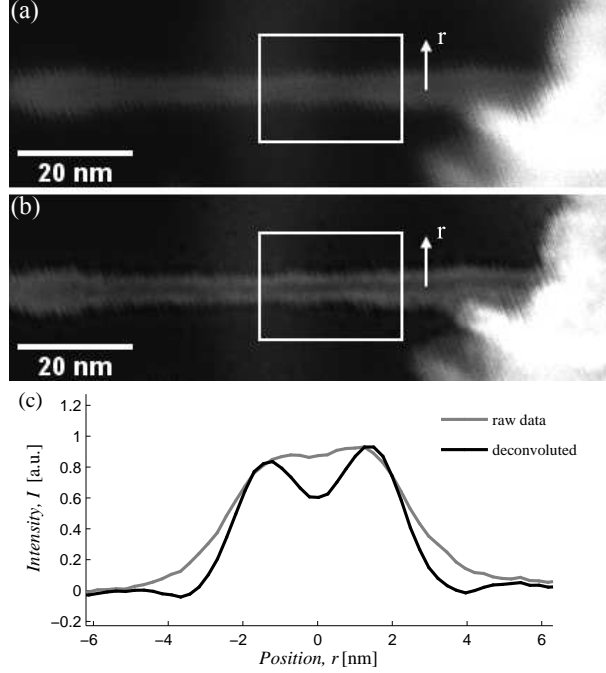 (a)
r
20 nm
(b)
r
20 nm
(c)
1.2
1
0.8
0.6
0.4
0.2
0
−0.2
Intensity, I [a.u.]
raw data
deconvoluted
−6 −4 −2 0 2 4 6
Position, r [nm]